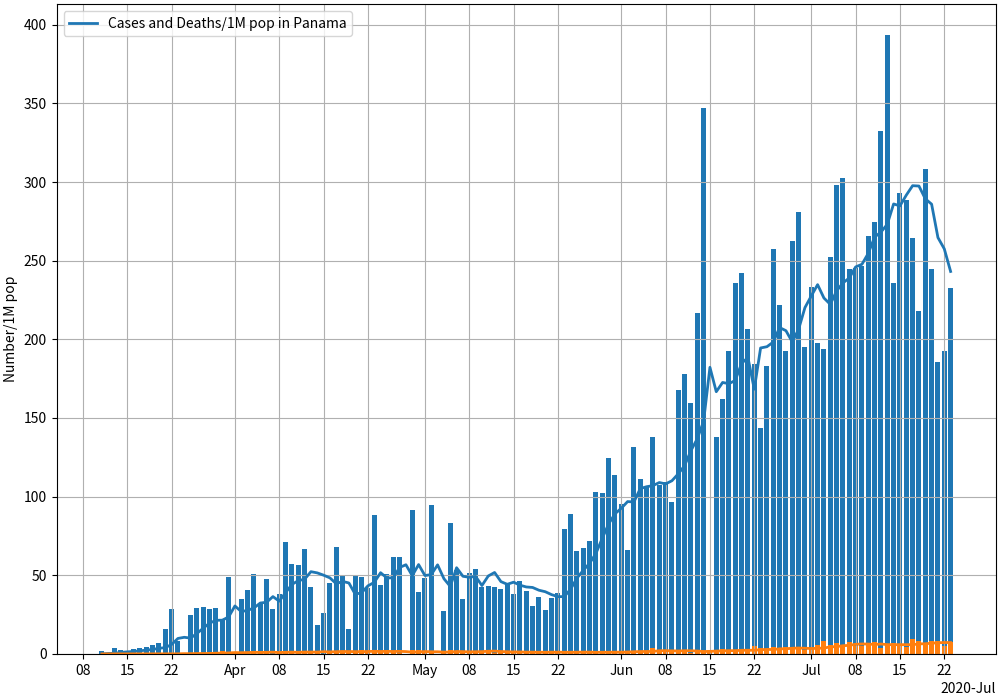 400
Cases and Deaths/1M pop in Panama
350
300
250
200
150
100
50
0
Number/1M pop
08 15 22 Apr 08 15 22 May 08 15 22 Jun 08 15 22 Jul 08 15 22
2020-Jul